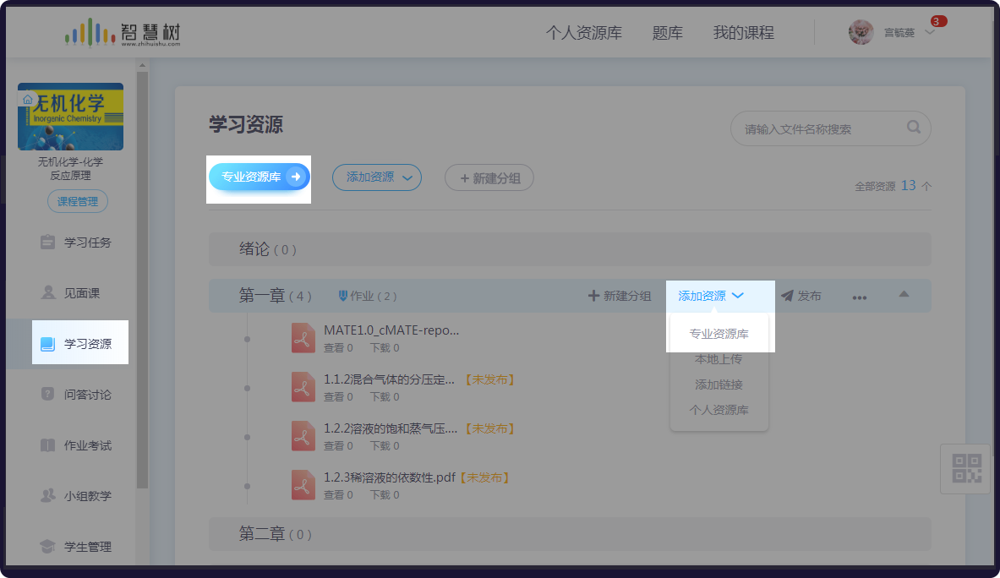 智慧树
www.zhihuishu.com
个人资源库
题库
我的课程
宫毓蓉
3
无机化学
Inorganic Chemistry
无机化学-化学
反应原理
课程管理
学习任务
见面课
学习资源
问答讨论
作业考试
小组教学
学生管理
学习资源
请输入文件名称搜索
专业资源库
添加资源
+ 新建分组
全部资源 13 个
绪论 ( 0 )
第一章 ( 4 ) 作业 ( 2 ) + 新建分组 添加资源 发布 •••
专业资源库
本地上传
添加链接
个人资源库
MATE1.0_cMATE-repo...
查看 0 下载 0
1.1.2混合气体的分压定... 【未发布】
查看 0 下载 0
1.2.2溶液的饱和蒸气压.... 【未发布】
查看 0 下载 0
1.2.3稀溶液的依数性.pdf【未发布】
查看 0 下载 0
第二章 ( 0 )